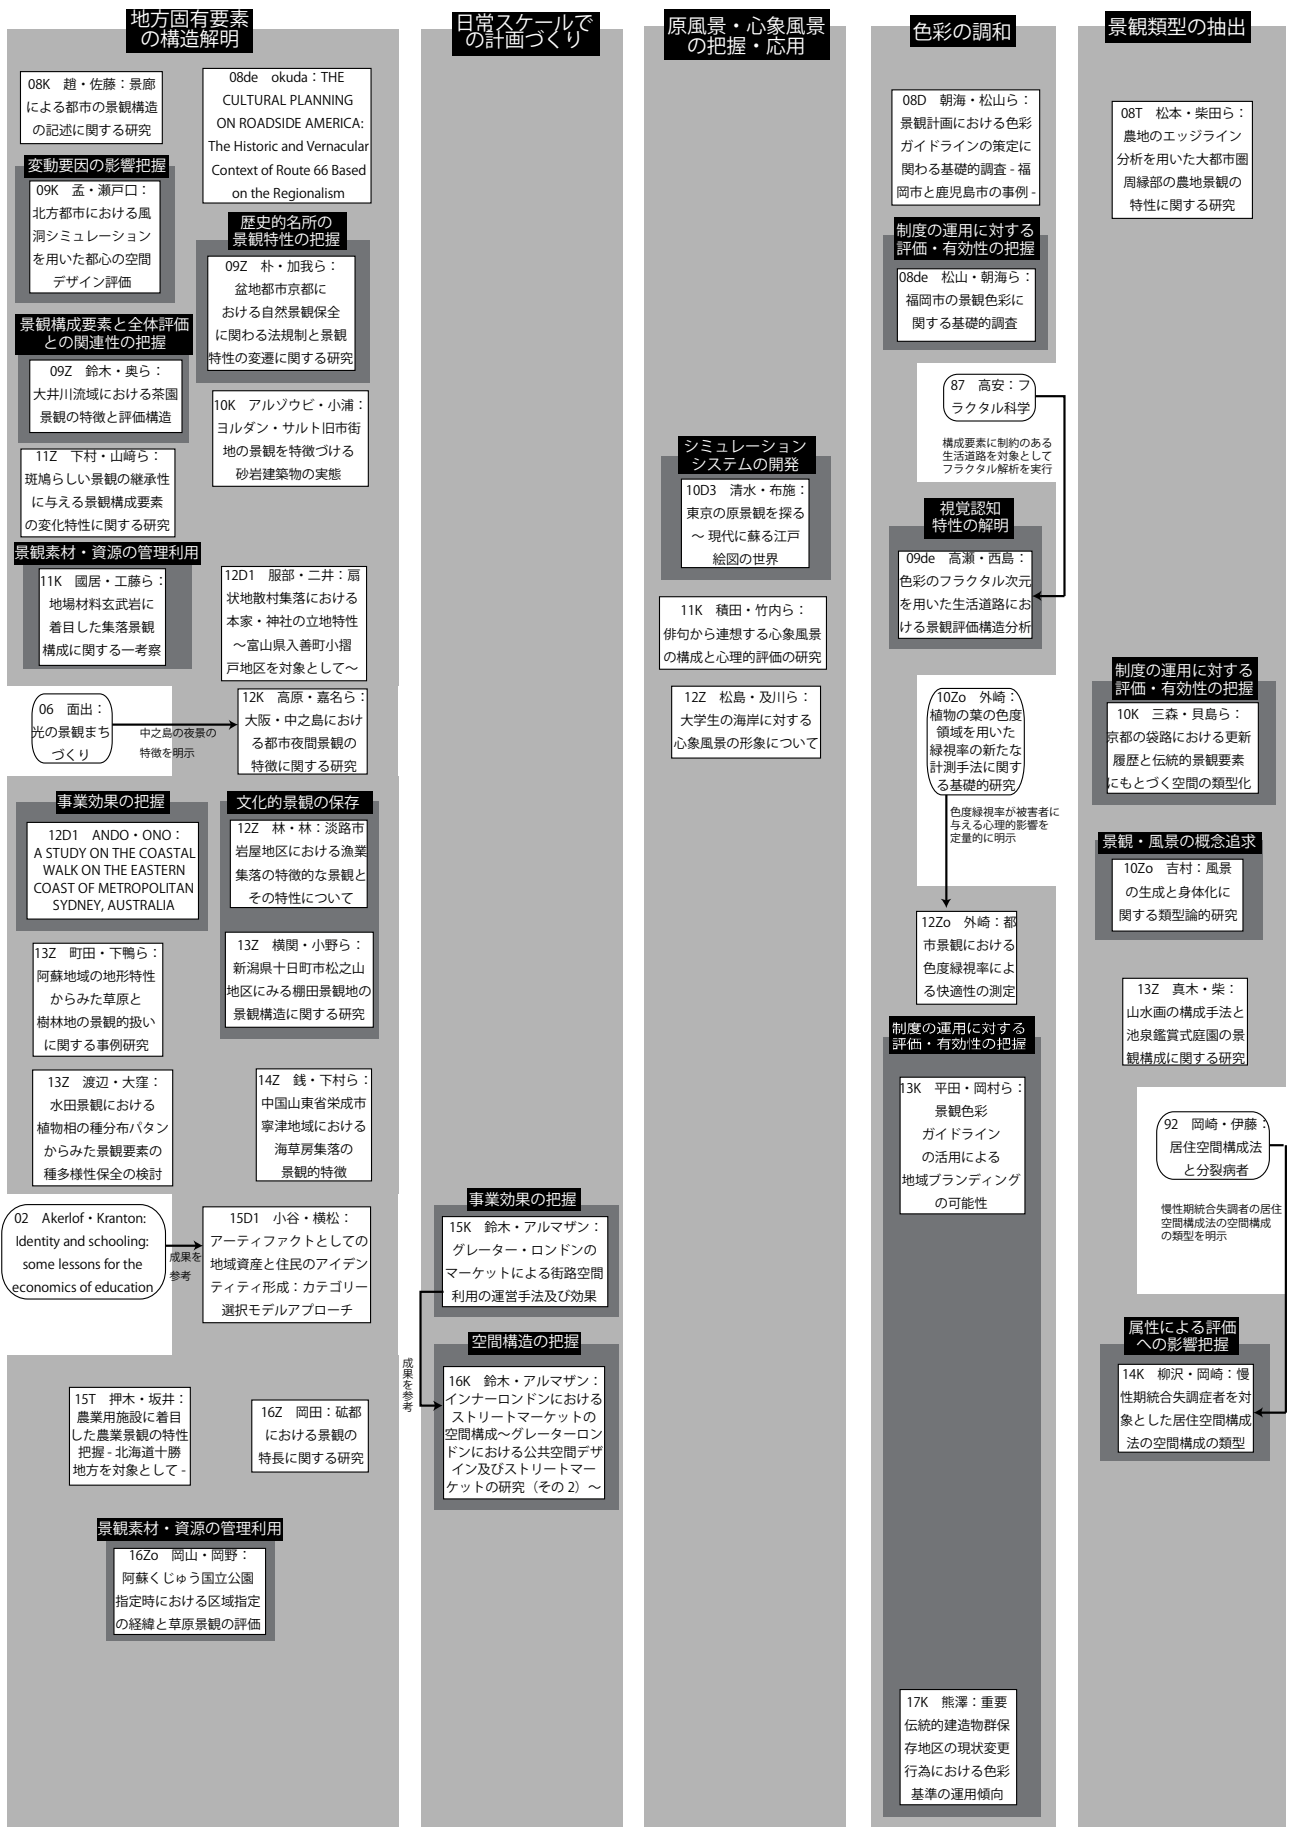 地方固有要素
の構造解明
08K　趙・佐藤：景廊
による都市の景観構造
の記述に関する研究
08de　okuda：THE
CULTURAL PLANNING
ON ROADSIDE AMERICA:
The Historic and Vernacular
Context of Route 66 Based
on the Regionalism
変動要因の影響把握
09K　孟・瀬戸口：
北方都市における風
洞シミュレーション
を用いた都心の空間
デザイン評価
歴史的名所の
景観特性の把握
09Z　朴・加我ら：
盆地都市京都に
おける自然景観保全
に関わる法規制と景観
特性の変遷に関する研究
景観構成要素と全体評価
との関連性の把握
09Z　鈴木・奥ら：
大井川流域における茶園
景観の特徴と評価構造
10K　アルゾウビ・小浦：
ヨルダン・サルト旧市街
地の景観を特徴づける
砂岩建築物の実態
11Z　下村・山﨑ら：
斑鳩らしい景観の継承性
に与える景観構成要素
の変化特性に関する研究
景観素材・資源の管理利用
11K　國居・工藤ら：
地場材料玄武岩に
着目した集落景観
構成に関する一考察
12D1　服部・二井：扇
状地散村集落における
本家・神社の立地特性
～富山県入善町小摺
戸地区を対象として～
06　面出：
光の景観まち
づくり
中之島の夜景の
特徴を明示
12K　高原・嘉名ら：
大阪・中之島におけ
る都市夜間景観の
特徴に関する研究
事業効果の把握
12D1　ANDO・ONO：
A STUDY ON THE COASTAL
WALK ON THE EASTERN
COAST OF METROPOLITAN
SYDNEY, AUSTRALIA
文化的景観の保存
12Z　林・林：淡路市
岩屋地区における漁業
集落の特徴的な景観と
その特性について
13Z　横関・小野ら：
新潟県十日町市松之山
地区にみる棚田景観地の
景観構造に関する研究
13Z　町田・下鴨ら：
阿蘇地域の地形特性
からみた草原と
樹林地の景観的扱い
に関する事例研究
13Z　渡辺・大窪：
水田景観における
植物相の種分布パタン
からみた景観要素の
種多様性保全の検討
14Z　銭・下村ら：
中国山東省栄成市
寧津地域における
海草房集落の
景観的特徴
02　Akerlof・Kranton:
Identity and schooling:
some lessons for the
economics of education
成果を
参考
15D1　小谷・横松：
アーティファクトとしての
地域資産と住民のアイデン
ティティ形成：カテゴリー
選択モデルアプローチ
15T　押木・坂井：
農業用施設に着目
した農業景観の特性
把握 - 北海道十勝
地方を対象として -
16Z　岡田：砿都
における景観の
特長に関する研究
景観素材・資源の管理利用
16Zo　岡山・岡野：
阿蘇くじゅう国立公園
指定時における区域指定
の経緯と草原景観の評価
日常スケールで
の計画づくり
事業効果の把握
15K　鈴木・アルマザン：
グレーター・ロンドンの
マーケットによる街路空間
利用の運営手法及び効果
成果を参考
空間構造の把握
16K　鈴木・アルマザン：
インナーロンドンにおける
ストリートマーケットの
空間構成～グレーターロン
ドンにおける公共空間デザ
イン及びストリートマー
ケットの研究（その 2）～
原風景・心象風景
の把握・応用
シミュレーション
システムの開発
10D3　清水・布施：
東京の原景観を探る
～ 現代に蘇る江戸
絵図の世界
11K　積田・竹内ら：
俳句から連想する心象風景
の構成と心理的評価の研究
12Z　松島・及川ら：
大学生の海岸に対する
心象風景の形象について
色彩の調和
08D　朝海・松山ら：
景観計画における色彩
ガイドラインの策定に
関わる基礎的調査 - 福
岡市と鹿児島市の事例 -
制度の運用に対する
評価・有効性の把握
08de　松山・朝海ら：
福岡市の景観色彩に
関する基礎的調査
87　高安：フ
ラクタル科学
構成要素に制約のある
生活道路を対象として
フラクタル解析を実行
視覚認知
特性の解明
09de　高瀬・西島：
色彩のフラクタル次元
を用いた生活道路にお
ける景観評価構造分析
10Zo　外崎：
植物の葉の色度
領域を用いた
緑視率の新たな
計測手法に関す
る基礎的研究
色度緑視率が被害者に
与える心理的影響を
定量的に明示
12Zo　外崎：都
市景観における
色度緑視率によ
る快適性の測定
制度の運用に対する
評価・有効性の把握
13K　平田・岡村ら：
景観色彩
ガイドライン
の活用による
地域ブランディング
の可能性
17K　熊澤：重要
伝統的建造物群保
存地区の現状変更
行為における色彩
基準の運用傾向
景観類型の抽出
08T　松本・柴田ら：
農地のエッジライン
分析を用いた大都市圏
周縁部の農地景観の
特性に関する研究
制度の運用に対する
評価・有効性の把握
10K　三森・貝島ら：
京都の袋路における更新
履歴と伝統的景観要素
にもとづく空間の類型化
景観・風景の概念追求
10Zo　吉村：風景
の生成と身体化に
関する類型論的研究
13Z　真木・柴：
山水画の構成手法と
池泉鑑賞式庭園の景
観構成に関する研究
92　岡崎・伊藤：
居住空間構成法
と分裂病者
慢性期統合失調者の居住
空間構成法の空間構成
の類型を明示
属性による評価
への影響把握
14K　柳沢・岡崎：慢
性期統合失調症者を対
象とした居住空間構成
法の空間構成の類型